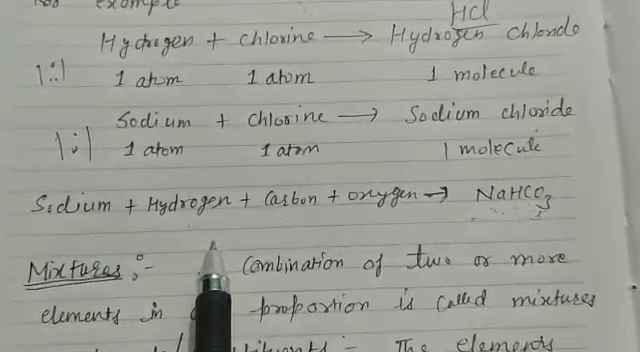 example
HCl
Hydrogen + chlorine → Hydrogen chloride
1:1 1 atom 1 atom 1 molecule
Sodium + Chlorine → Sodium chloride
1:1 1 atom 1 atom 1 molecule
Sodium + Hydrogen + Carbon + oxygen → NaHCO3
Mixtures :- Combination of two or more
elements in proportion is called mixtures
The elements